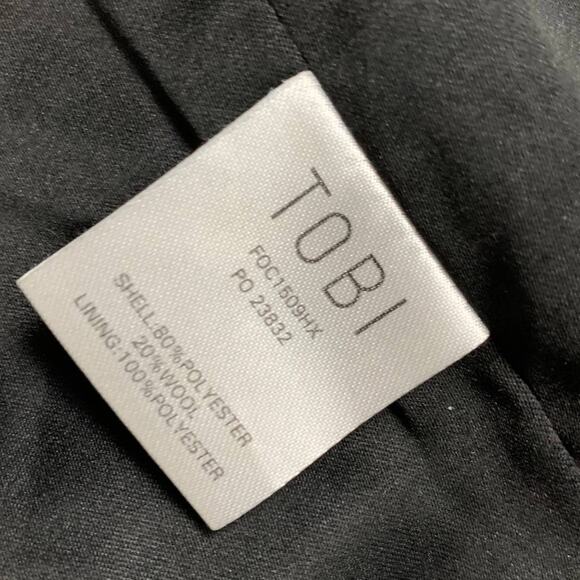 TOBI
FOC1509HX
PO 23832
SHELL:80%POLYESTER
20%WOOL
LINING:100%POLYESTER